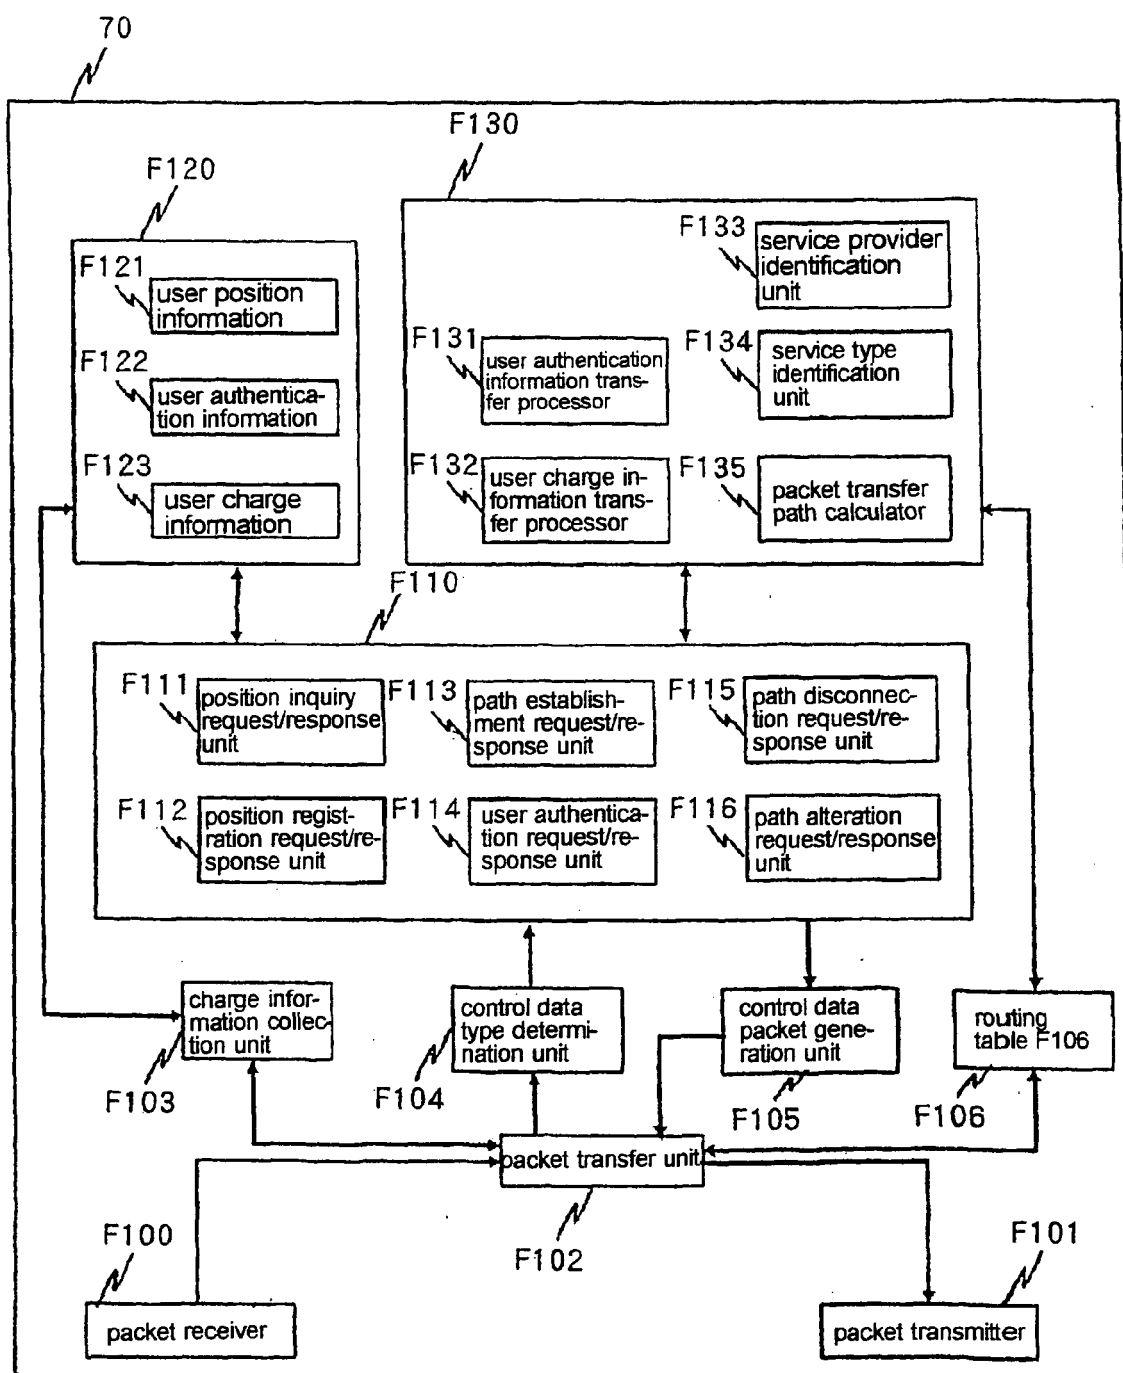 70
F130
F120
F133
service provider
identification
unit
F121
user position
information
F131
user authentication
information trans-
fer processor
F134
service type
identification
unit
F122
user authentica-
tion information
F123
user charge
information
F132
user charge in-
formation trans-
fer processor
F135
packet transfer
path calculator
F110
F111
position inquiry
request/response
unit
F113
path establish-
ment request/re-
sponse unit
F115
path disconnec-
tion request/re-
sponse unit
F112
position regist-
ration request/re-
sponse unit
F114
user authentica-
tion request/re-
sponse unit
F116
path alteration
request/response
unit
charge infor-
mation collec-
tion unit
F103
control data
type determi-
nation unit
F104
control data
packet gene-
ration unit
F105
routing
table F106
F106
packet transfer unit
F102
F100
packet receiver
F101
packet transmitter